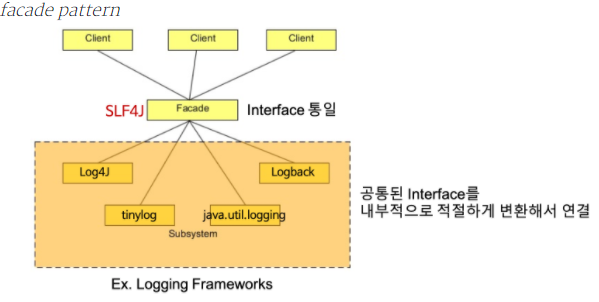 facade pattern
Client Client Client
SLF4J Facade Interface 통일
Log4J Logback
tinylog java.util.logging
Subsystem
공통된 Interface를
내부적으로 적절하게 변환해서 연결
Ex. Logging Frameworks